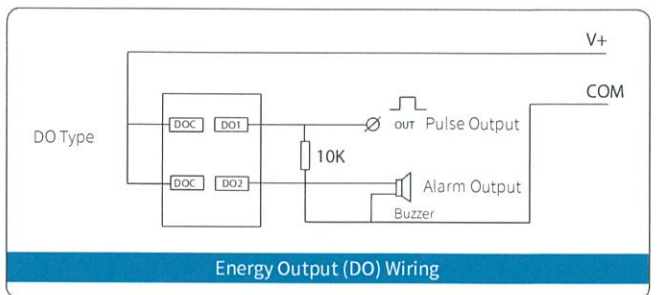 V+
COM
DO Type
DOC DO1
OUT Pulse Output
10K
DOC DO2
Alarm Output
Buzzer
Energy Output (DO) Wiring